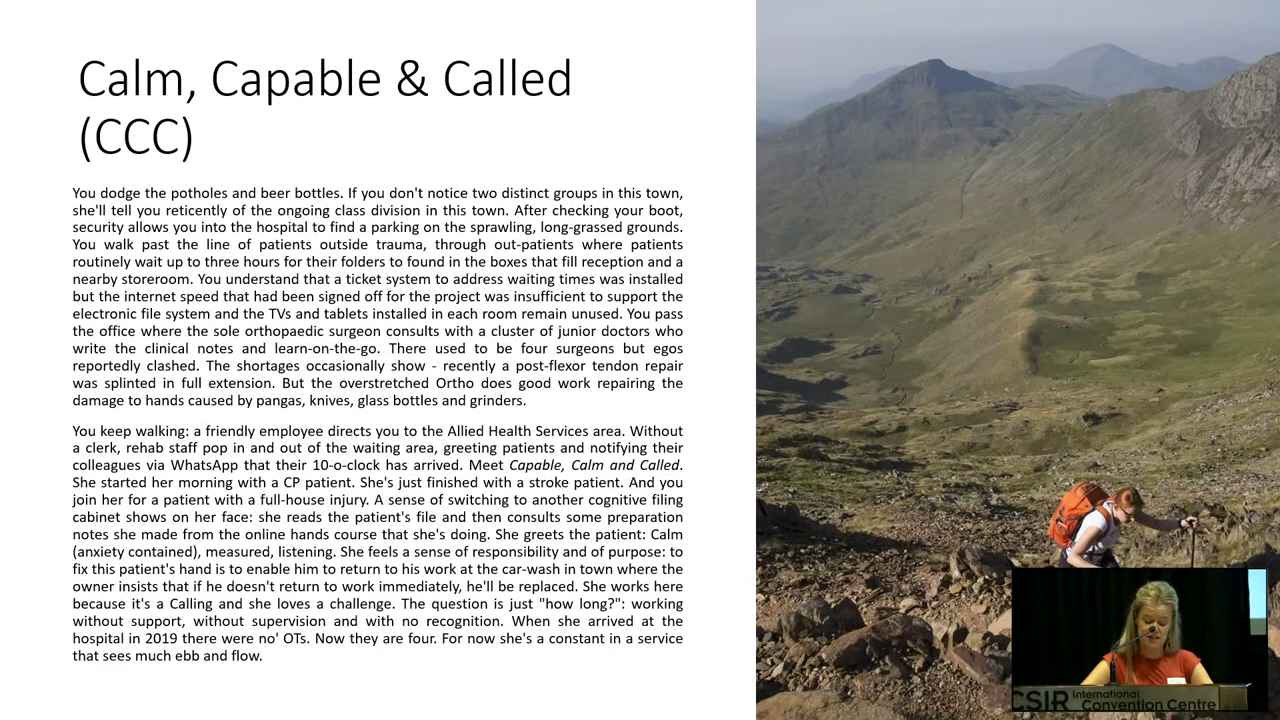 Calm, Capable & Called
(CCC)
You dodge the potholes and beer bottles. If you don't notice two distinct groups in this town,
she'll tell you reticently of the ongoing class division in this town. After checking your boot,
security allows you into the hospital to find a parking on the sprawling, long-grassed grounds.
You walk past the line of patients outside trauma, through out-patients where patients
routinely wait up to three hours for their folders to found in the boxes that fill reception and a
nearby storeroom. You understand that a ticket system to address waiting times was installed
but the internet speed that had been signed off for the project was insufficient to support the
electronic file system and the TVs and tablets installed in each room remain unused. You pass
the office where the sole orthopaedic surgeon consults with a cluster of junior doctors who
write the clinical notes and learn-on-the-go. There used to be four surgeons but egos
reportedly clashed. The shortages occasionally show - recently a post-flexor tendon repair
was splinted in full extension. But the overstretched Ortho does good work repairing the
damage to hands caused by pangas, knives, glass bottles and grinders.
You keep walking: a friendly employee directs you to the Allied Health Services area. Without
a clerk, rehab staff pop in and out of the waiting area, greeting patients and notifying their
colleagues via WhatsApp that their 10-o-clock has arrived. Meet Capable, Calm and Called.
She started her morning with a CP patient. She's just finished with a stroke patient. And you
join her for a patient with a full-house injury. A sense of switching to another cognitive filing
cabinet shows on her face: she reads the patient's file and then consults some preparation
notes she made from the online hands course that she's doing. She greets the patient: Calm
(anxiety contained), measured, listening. She feels a sense of responsibility and of purpose: to
fix this patient's hand is to enable him to return to his work at the car-wash in town where the
owner insists that if he doesn't return to work immediately, he'll be replaced. She works here
because it's a Calling and she loves a challenge. The question is just "how long?": working
without support, without supervision and with no recognition. When she arrived at the
hospital in 2019 there were no' OTs. Now they are four. For now she's a constant in a service
that sees much ebb and flow.
CSIR International
Convention Centre